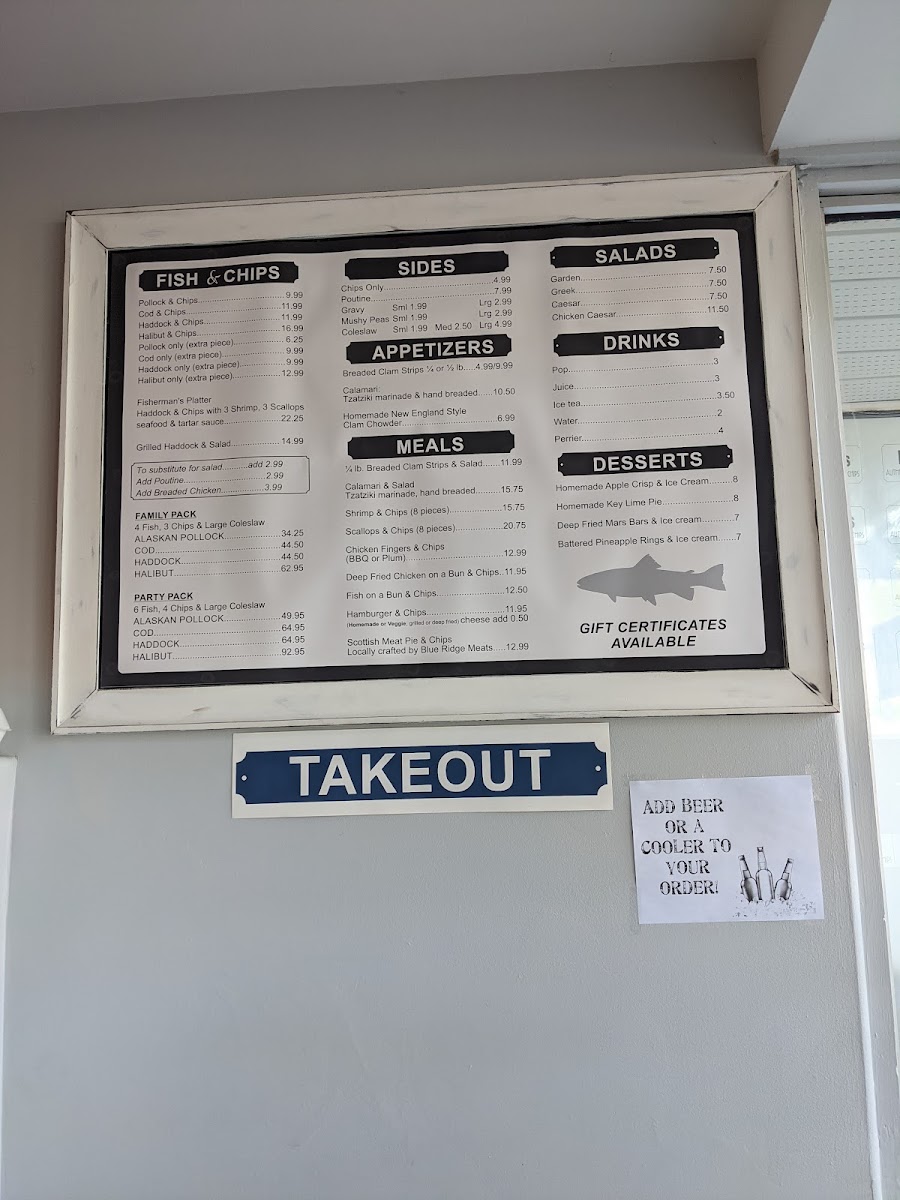 FISH & CHIPS
Pollock & Chips 9.99
Cod & Chips 11.99
Haddock & Chips 11.99
Halibut & Chips 16.99
Pollock only (extra piece) 6.25
Cod only (extra piece) 9.99
Haddock only (extra piece) 9.99
Halibut only (extra piece) 12.99
Fisherman's Platter
Haddock & Chips with 3 Shrimp, 3 Scallops
seafood & tartar sauce 22.25
Grilled Haddock & Salad 14.99
To substitute for salad add 2.99
Add Poutine 2.99
Add Breaded Chicken 3.99
FAMILY PACK
4 Fish, 3 Chips & Large Coleslaw
ALASKAN POLLOCK 34.25
COD 44.50
HADDOCK 44.50
HALIBUT 62.95
PARTY PACK
6 Fish, 4 Chips & Large Coleslaw
ALASKAN POLLOCK 49.95
COD 64.95
HADDOCK 64.95
HALIBUT 92.95
SIDES
Chips Only 4.99
Poutine 7.99
Gravy Sml 1.99 Lrg 2.99
Mushy Peas Sml 1.99 Lrg 2.99
Coleslaw Sml 1.99 Med 2.50 Lrg 4.99
APPETIZERS
Breaded Clam Strips ¼ or ½ lb 4.99/9.99
Calamari:
Tzatziki marinade & hand breaded 10.50
Homemade New England Style
Clam Chowder 6.99
MEALS
¼ lb. Breaded Clam Strips & Salad 11.99
Calamari & Salad
Tzatziki marinade, hand breaded 15.75
Shrimp & Chips (8 pieces) 15.75
Scallops & Chips (8 pieces) 20.75
Chicken Fingers & Chips
(BBQ or Plum) 12.99
Deep Fried Chicken on a Bun & Chips 11.95
Fish on a Bun & Chips 12.50
Hamburger & Chips 11.95
(Homemade or Veggie, grilled or deep fried) cheese add 0.50
Scottish Meat Pie & Chips
Locally crafted by Blue Ridge Meats 12.99
SALADS
Garden 7.50
Greek 7.50
Caesar 7.50
Chicken Caesar 11.50
DRINKS
Pop 3
Juice 3
Ice tea 3.50
Water 2
Perrier 4
DESSERTS
Homemade Apple Crisp & Ice Cream 8
Homemade Key Lime Pie 8
Deep Fried Mars Bars & Ice cream 7
Battered Pineapple Rings & Ice cream 7
GIFT CERTIFICATES
AVAILABLE
TAKEOUT
ADD BEER
OR A
COOLER TO
YOUR
ORDER!